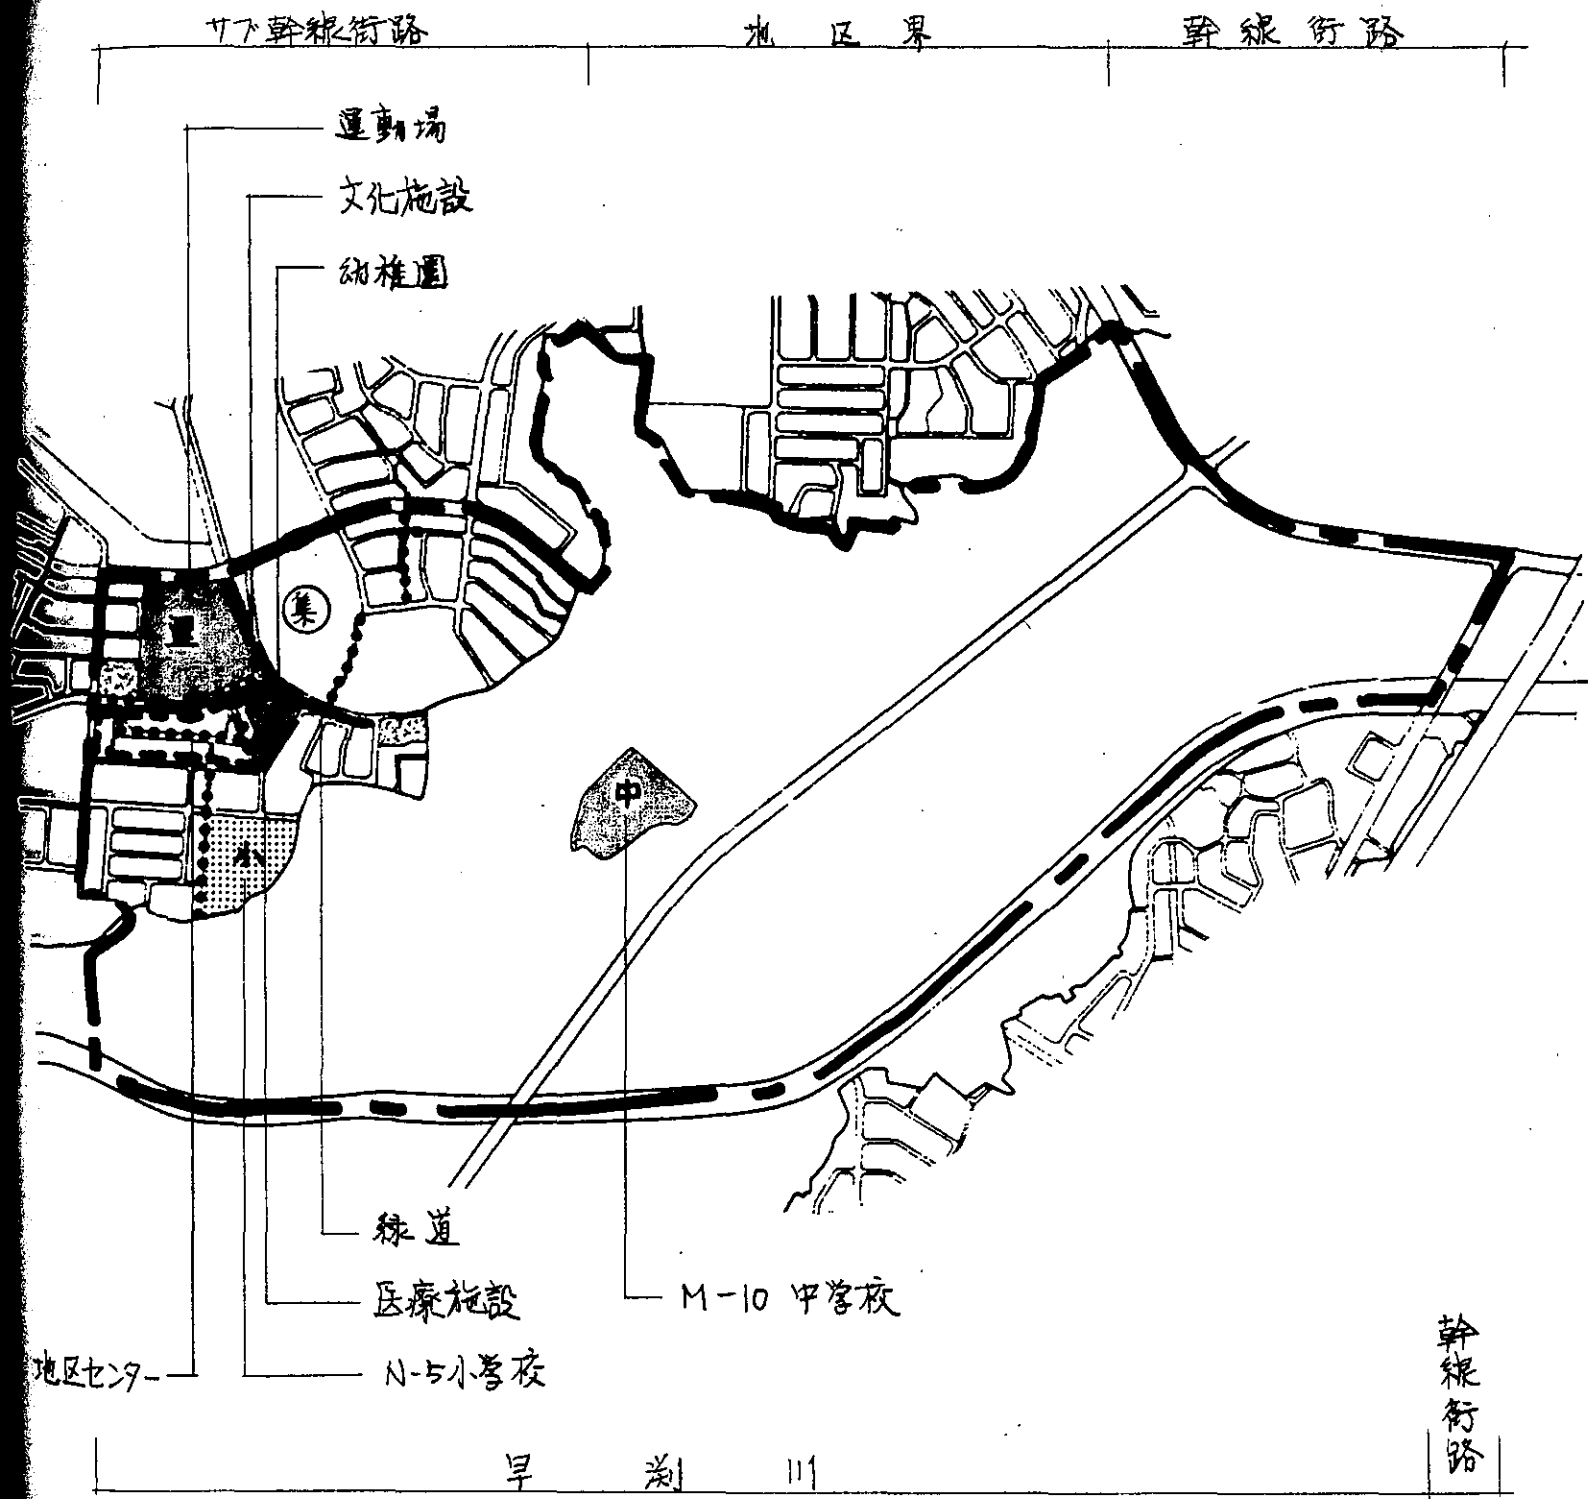 サブ幹線街路
地区界
幹線街路
運動場
文化施設
幼稚園
集
運
小
中
緑道
医療施設
M-10 中学校
地区センター
N-5小学校
幹線街路
早渕川